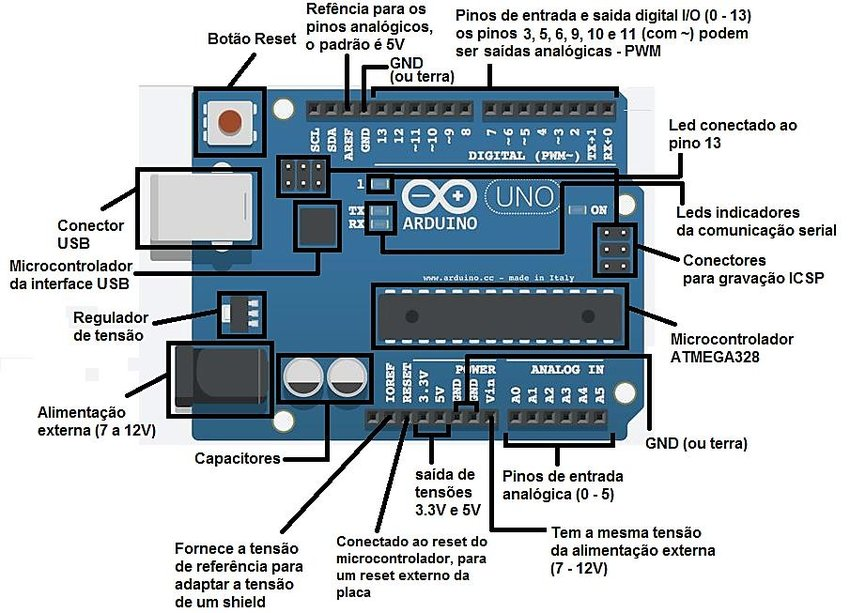 Refência para os
pinos analógicos,
o padrão é 5V
Pinos de entrada e saida digital I/O (0 - 13)
os pinos 3, 5, 6, 9, 10 e 11 (com ~) podem
ser saídas analógicas - PWM
Botão Reset
GND
(ou terra)
SCL
SDA
AREF
GND
13
12
~11
~10
~9
8
7
~6
~5
4
~3
2
TX→1
RX←0
DIGITAL (PWM~)
Led conectado ao
pino 13
1
TX
RX
ARDUINO
UNO
ON
Leds indicadores
da comunicação serial
Conector
USB
Microcontrolador
da interface USB
Conectores
para gravação ICSP
www.arduino.cc - made in Italy
Regulador
de tensão
Microcontrolador
ATMEGA328
Alimentação
externa (7 a 12V)
POWER
ANALOG IN
IOREF
RESET
3.3V
5V
GND
GND
Vin
A0
A1
A2
A3
A4
A5
GND (ou terra)
Capacitores
saída de
tensões
3.3V e 5V
Pinos de entrada
analógica (0 - 5)
Fornece a tensão
de referência para
adaptar a tensão
de um shield
Conectado ao reset do
microcontrolador, para
um reset externo da
placa
Tem a mesma tensão
da alimentação externa
(7 - 12V)